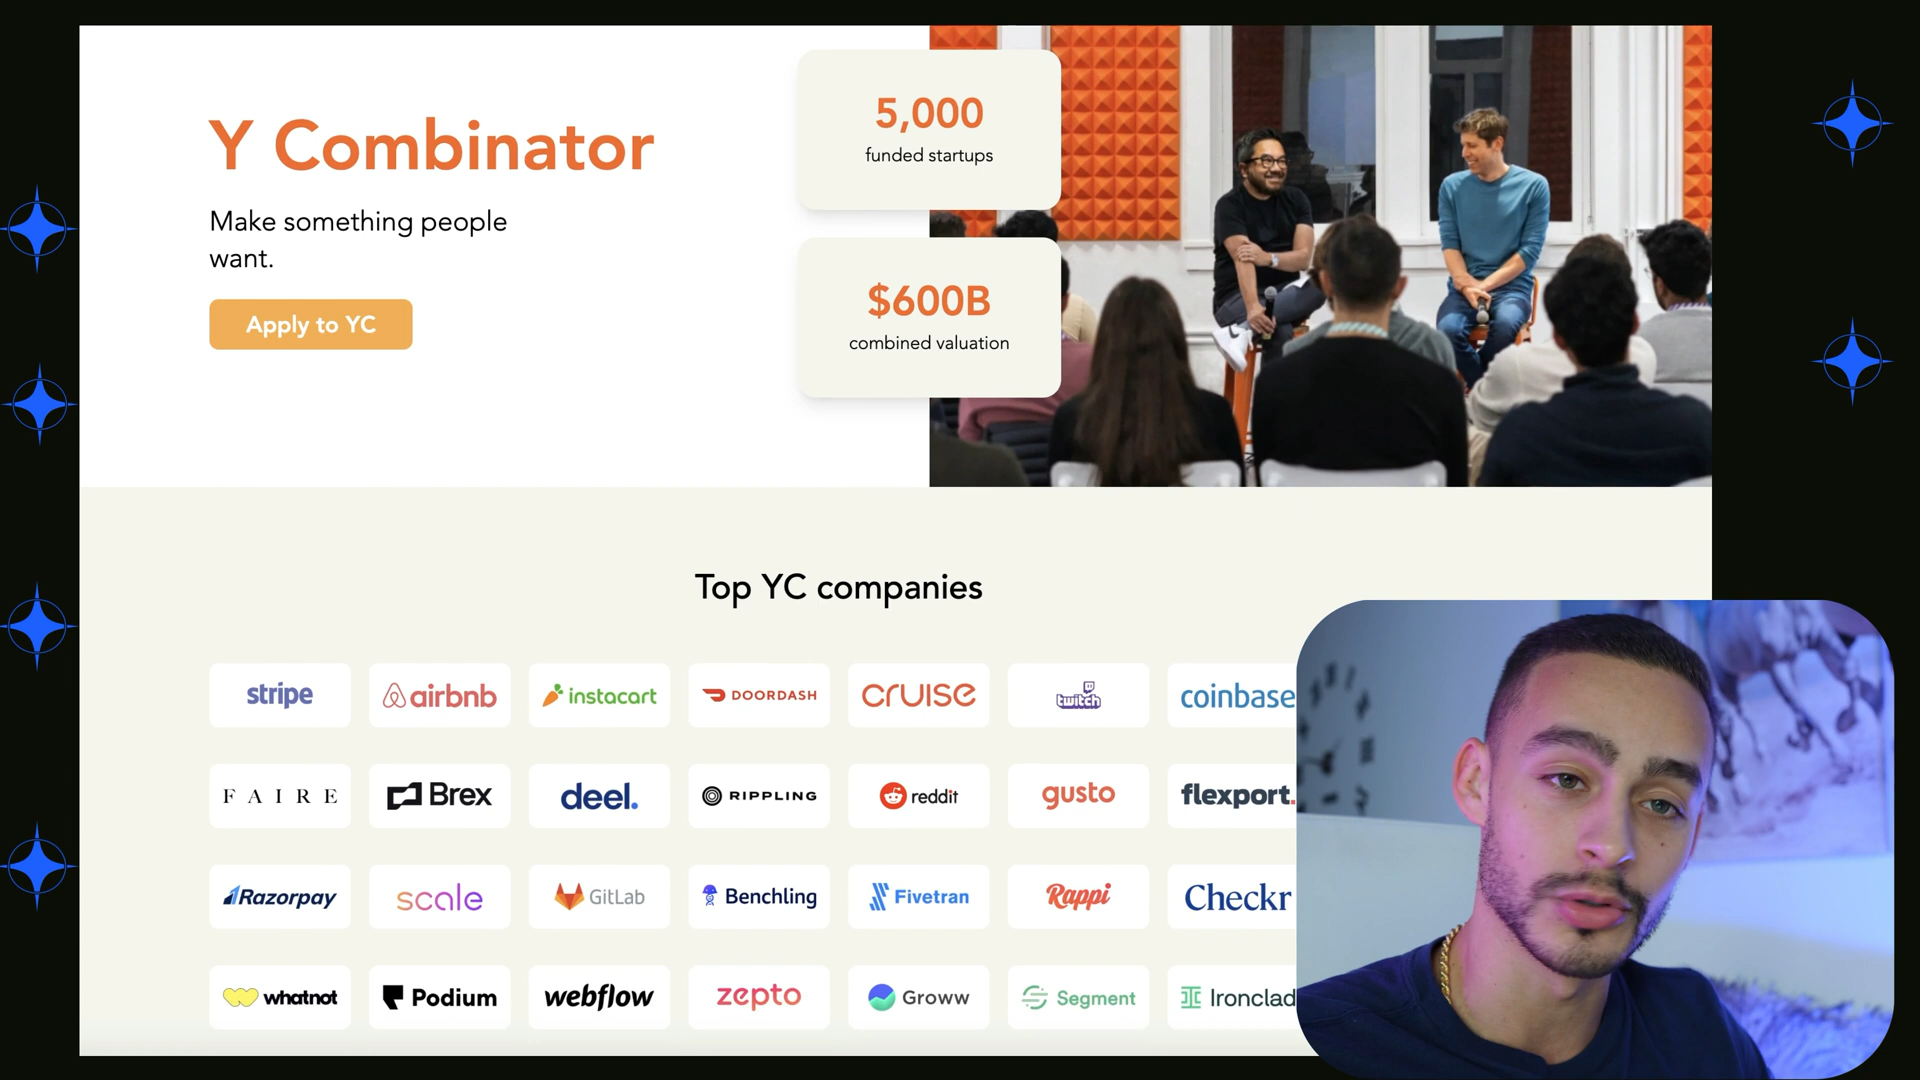 Y Combinator
Make something people
want.
Apply to YC
5,000
funded startups
$600B
combined valuation
Top YC companies
stripe
airbnb
instacart
DOORDASH
cruise
twitch
coinbase
FAIRE
Brex
deel.
RIPPLING
reddit
gusto
flexport.
Razorpay
scale
GitLab
Benchling
Fivetran
Rappi
Checkr
whatnot
Podium
webflow
zepto
Groww
Segment
Ironclad